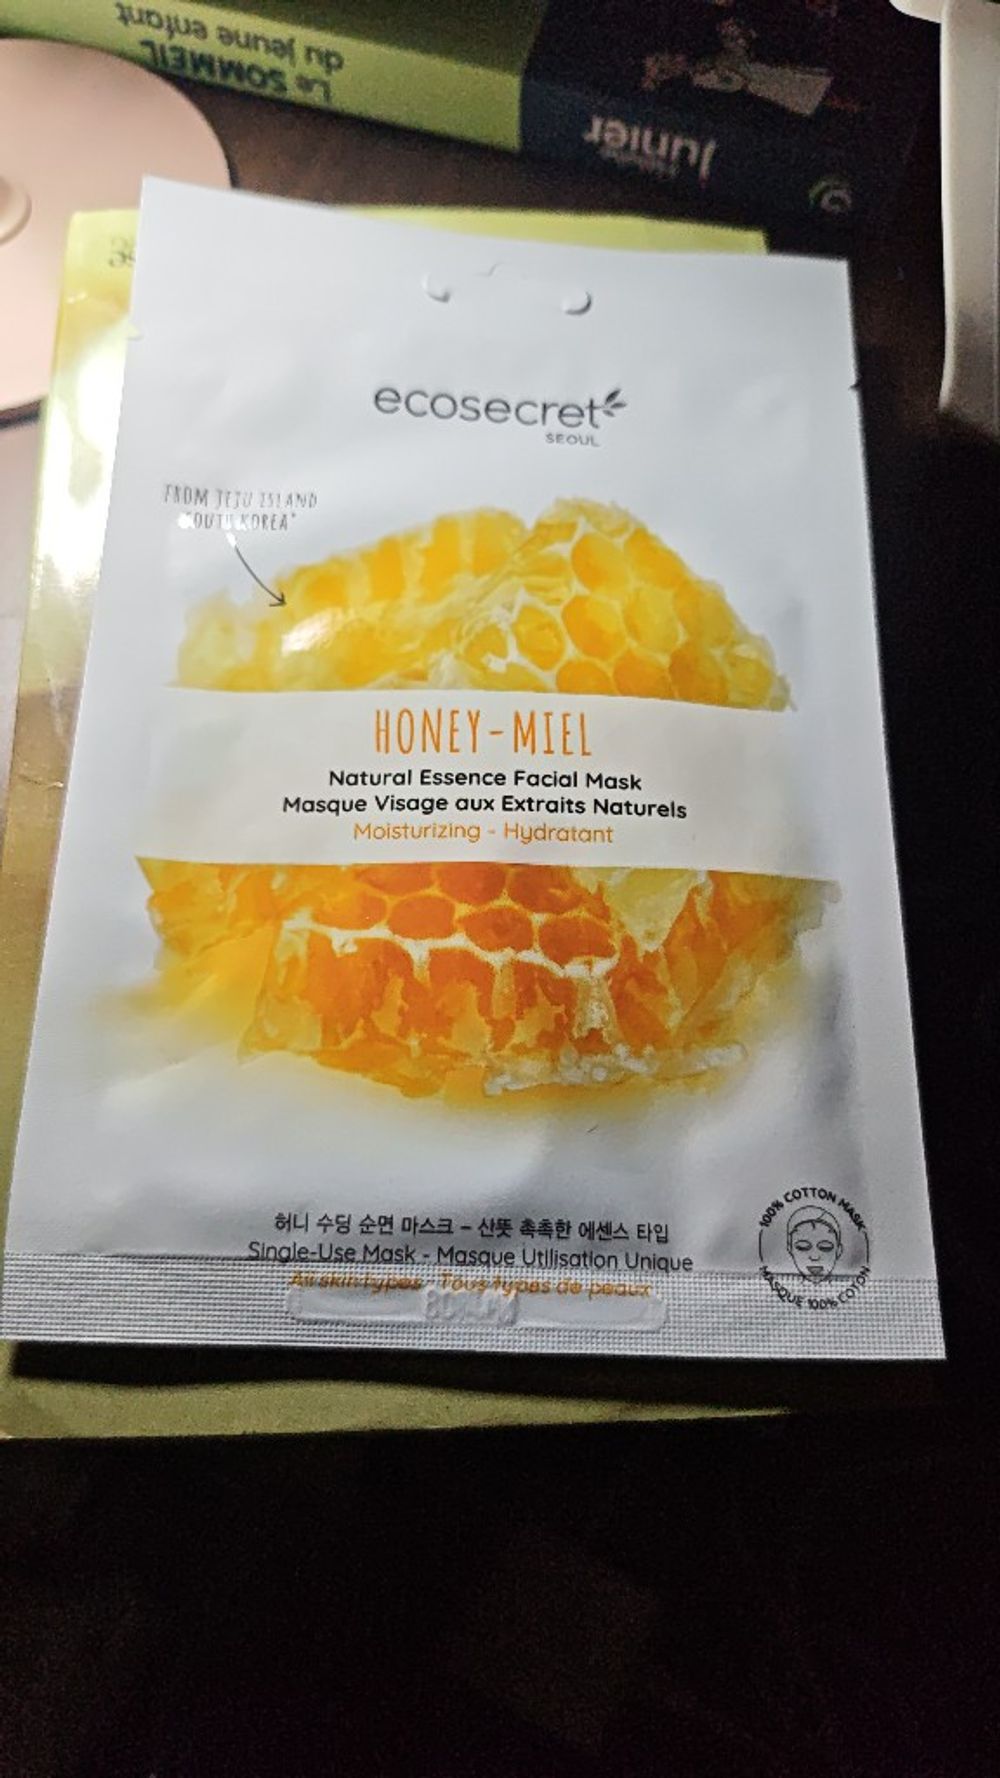 Le SOMMEIL
du jeune enfant
Junier
ecosecret
SEOUL
FROM JEJU ISLAND
SOUTH KOREA*
HONEY-MIEL
Natural Essence Facial Mask
Masque Visage aux Extraits Naturels
Moisturizing - Hydratant
허니 수딩 순면 마스크 – 산뜻 촉촉한 에센스 타입
Single-Use Mask - Masque Utilisation Unique
All skin types - Tous types de peaux
100% COTTON MASK
MASQUE 100% COTON